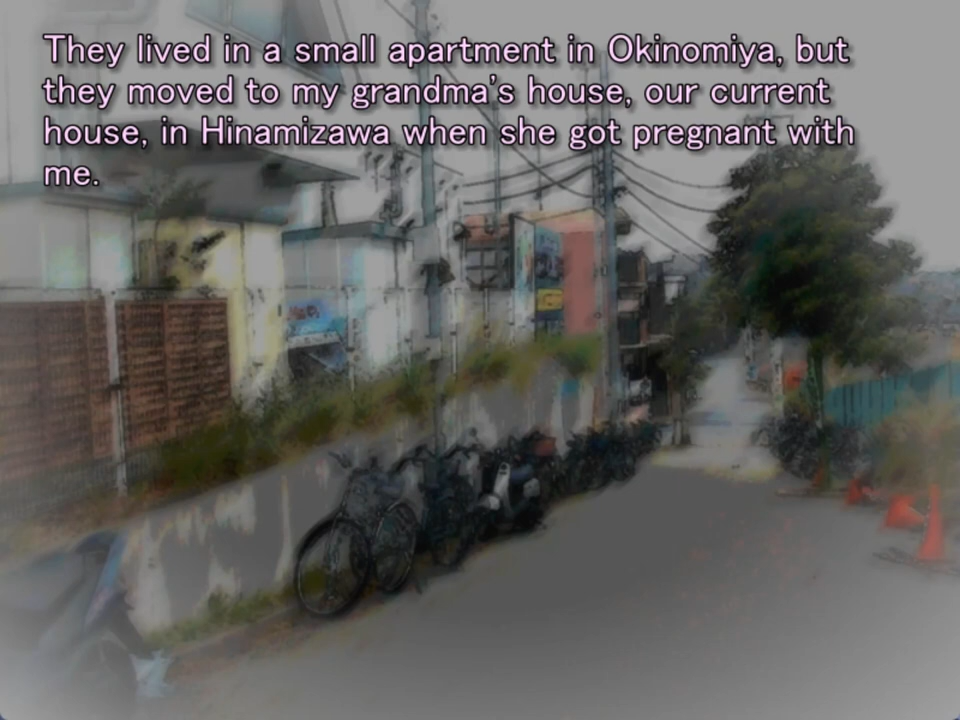 They lived in a small apartment in Okinomiya, but
they moved to my grandma's house, our current
house, in Hinamizawa when she got pregnant with
me.